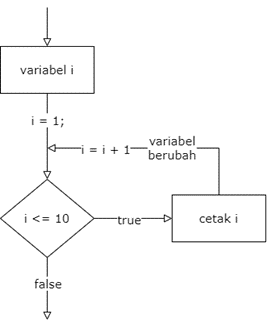 variabel i
i = 1;
i = i + 1
variabel
berubah
i <= 10
true
cetak i
false